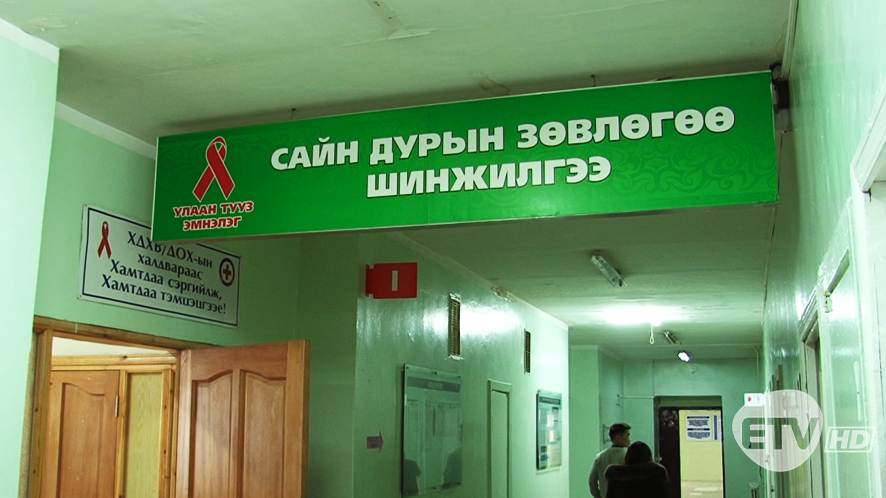 САЙН ДУРЫН ЗӨВЛӨГӨӨ
ШИНЖИЛГЭЭ
УЛААН ТУУЗ
ЭМНЭЛЭГ
ХДХВ/ДОХ-ын
халдвараас
Хамтдаа сэргийлж,
Хамтдаа тэмцэцгээе!
I
ETV HD